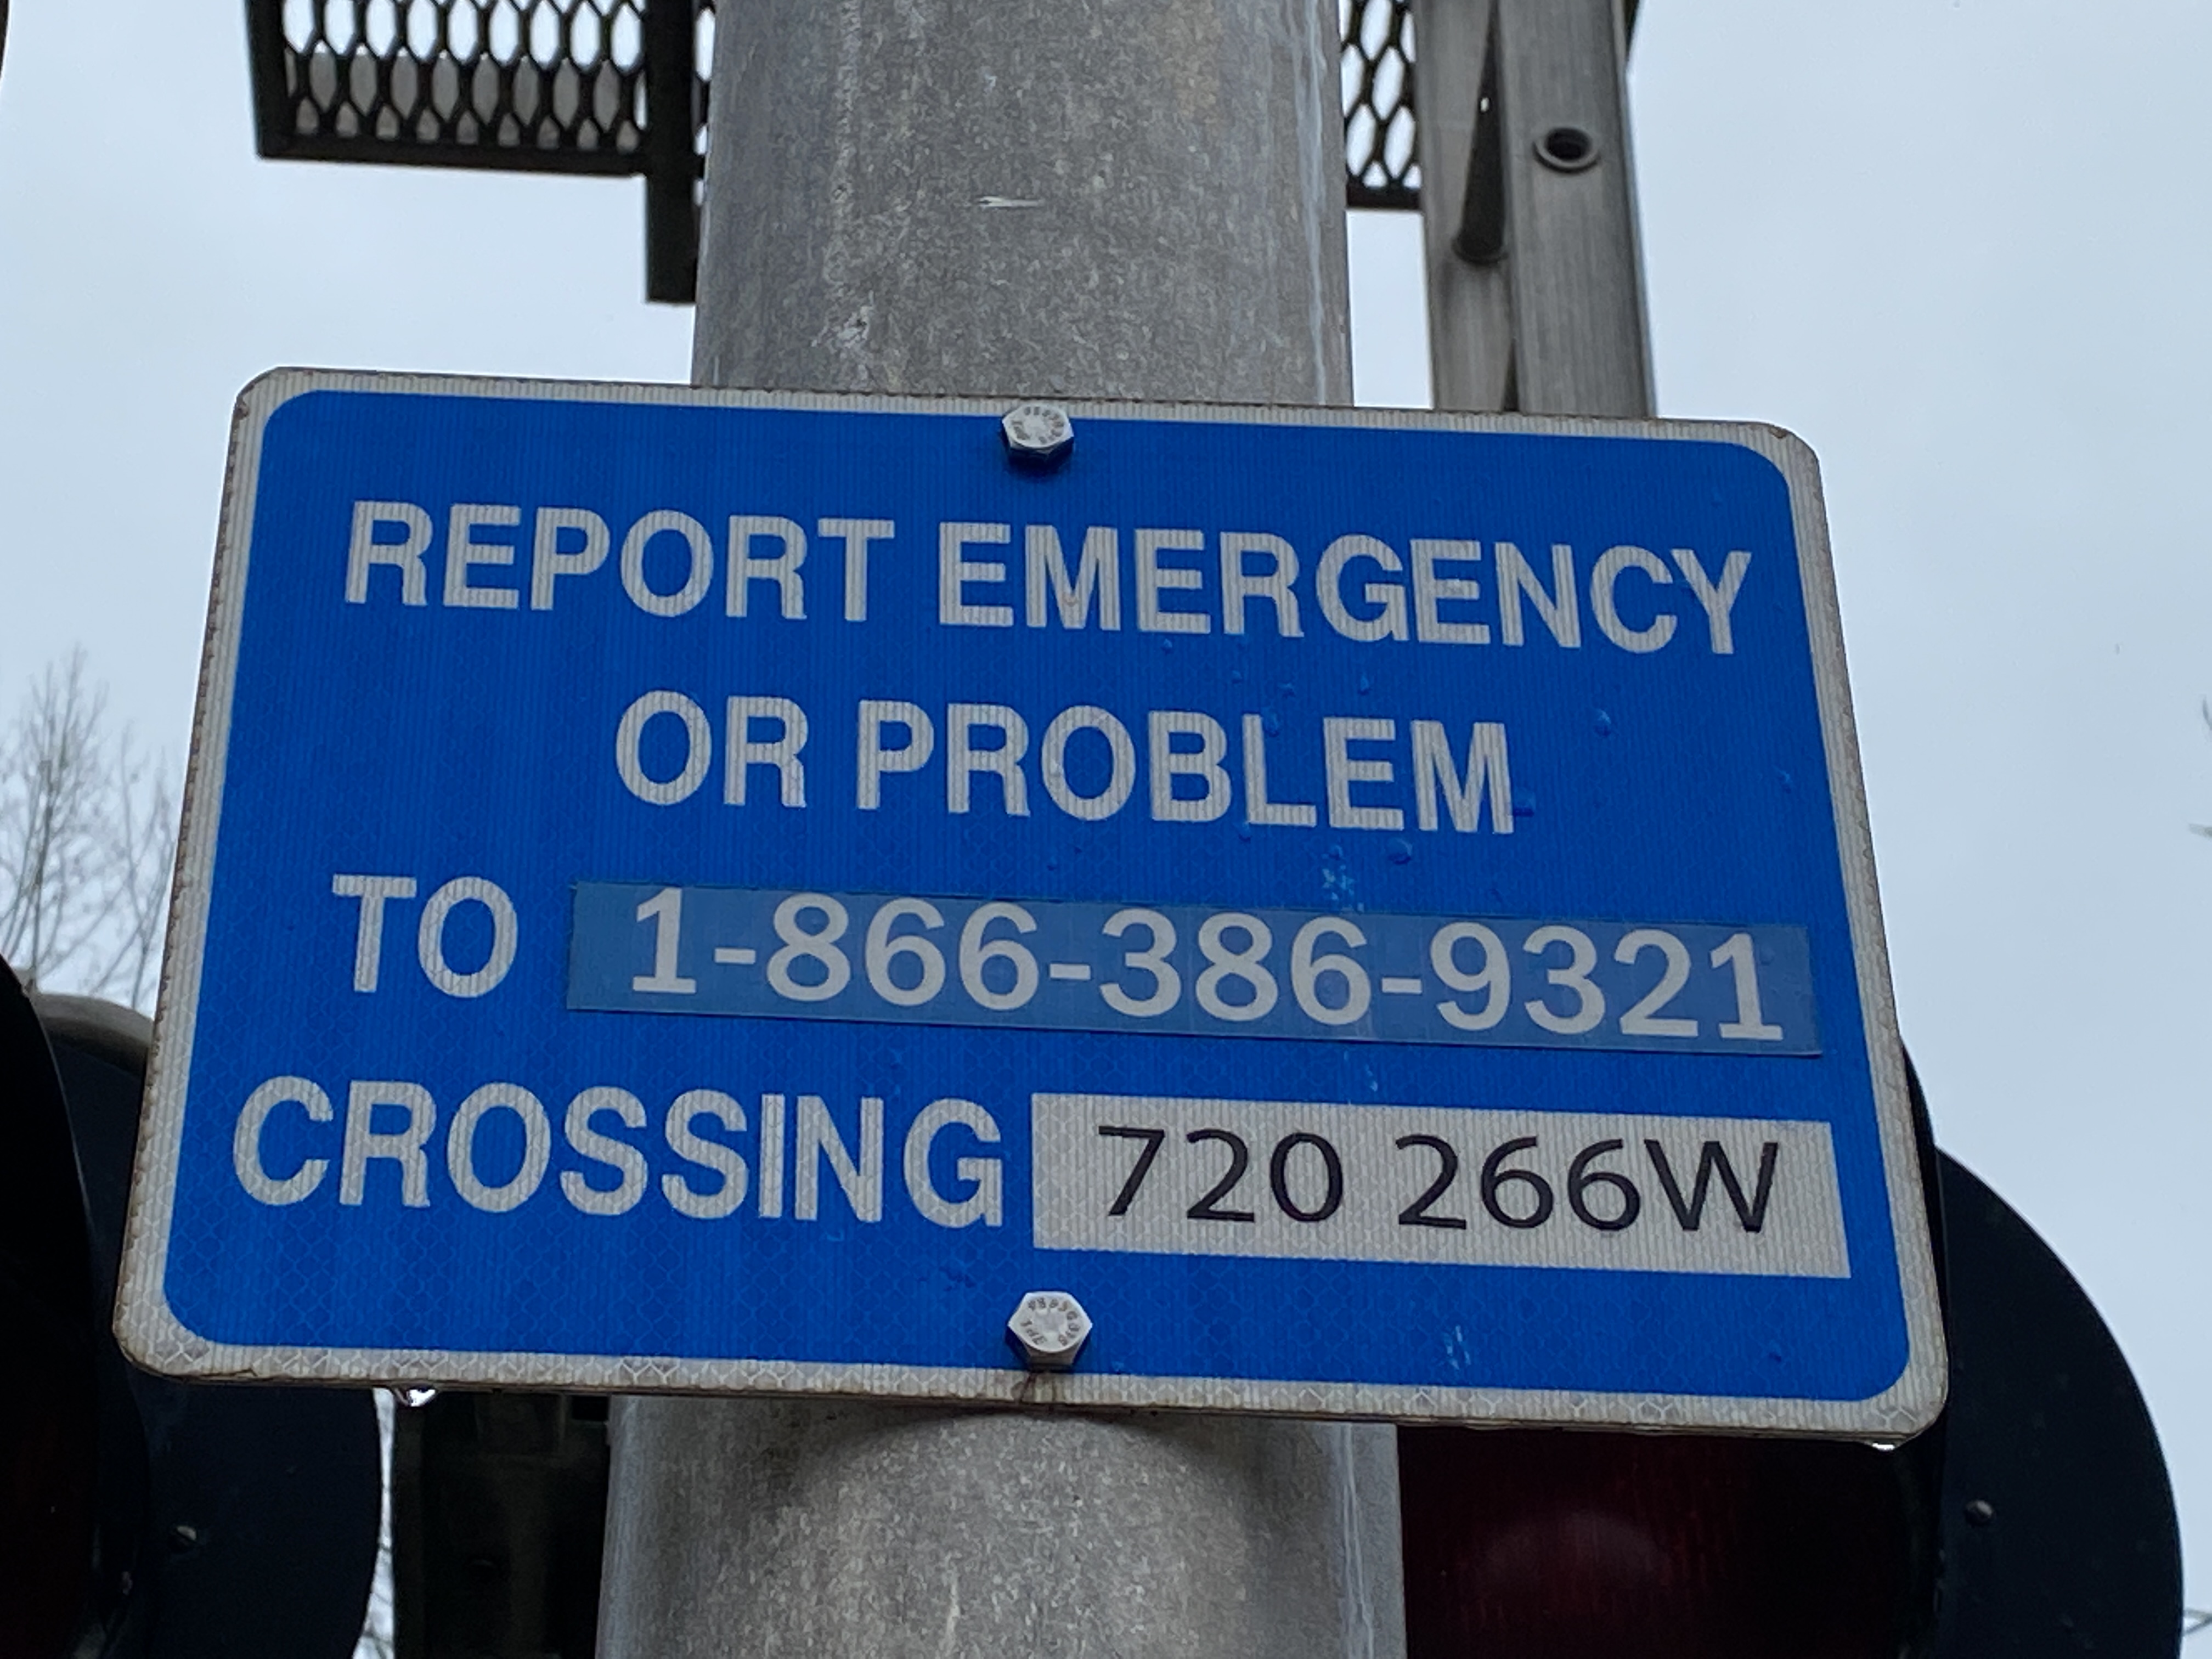 REPORT EMERGENCY
OR PROBLEM
TO 1-866-386-9321
CROSSING 720 266W